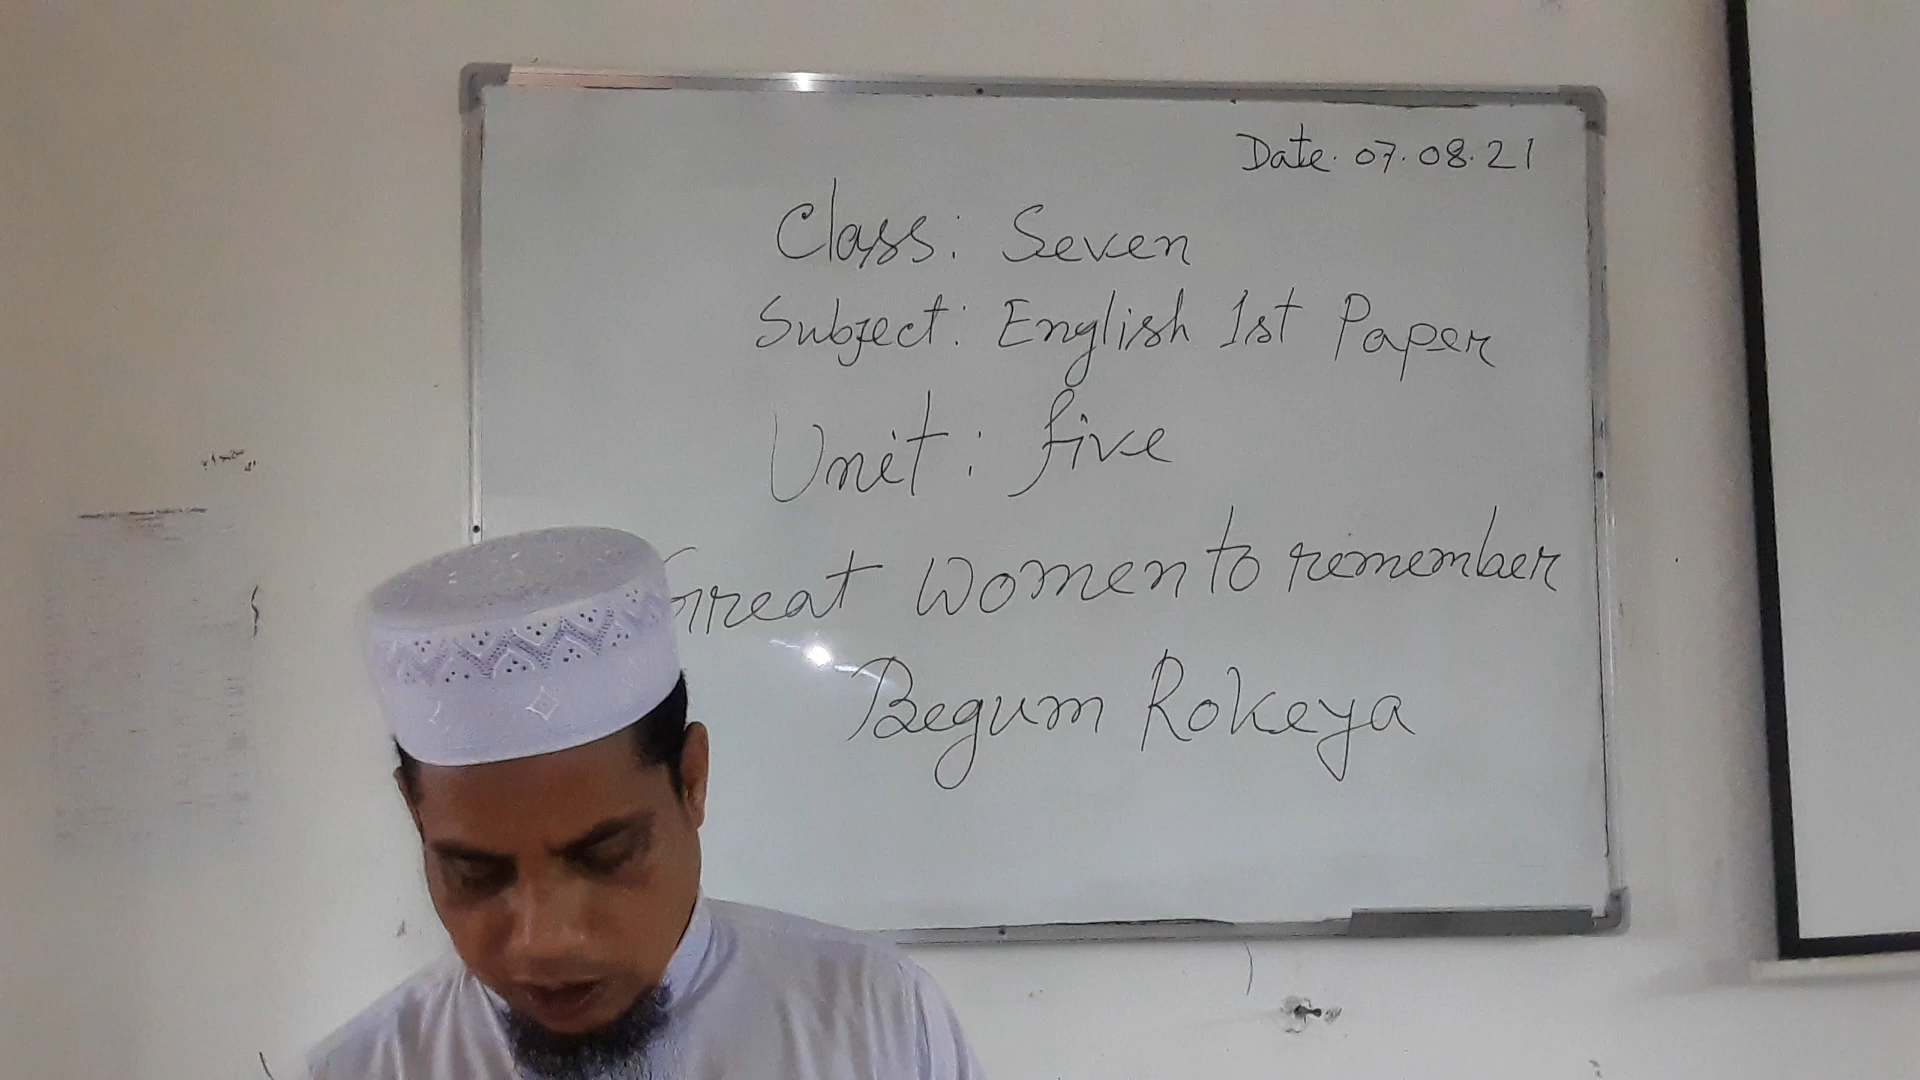 Date. 07.08.21
Class: Seven
Subject: English 1st Paper
Unit: five
Great Women to remember
Begum Rokeya